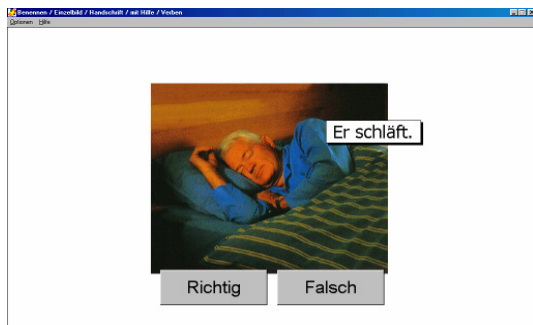 Benennen / Einzelbild / Handschrift / mit Hilfe / Verben
Optionen Hilfe
Er schläft.
Richtig Falsch